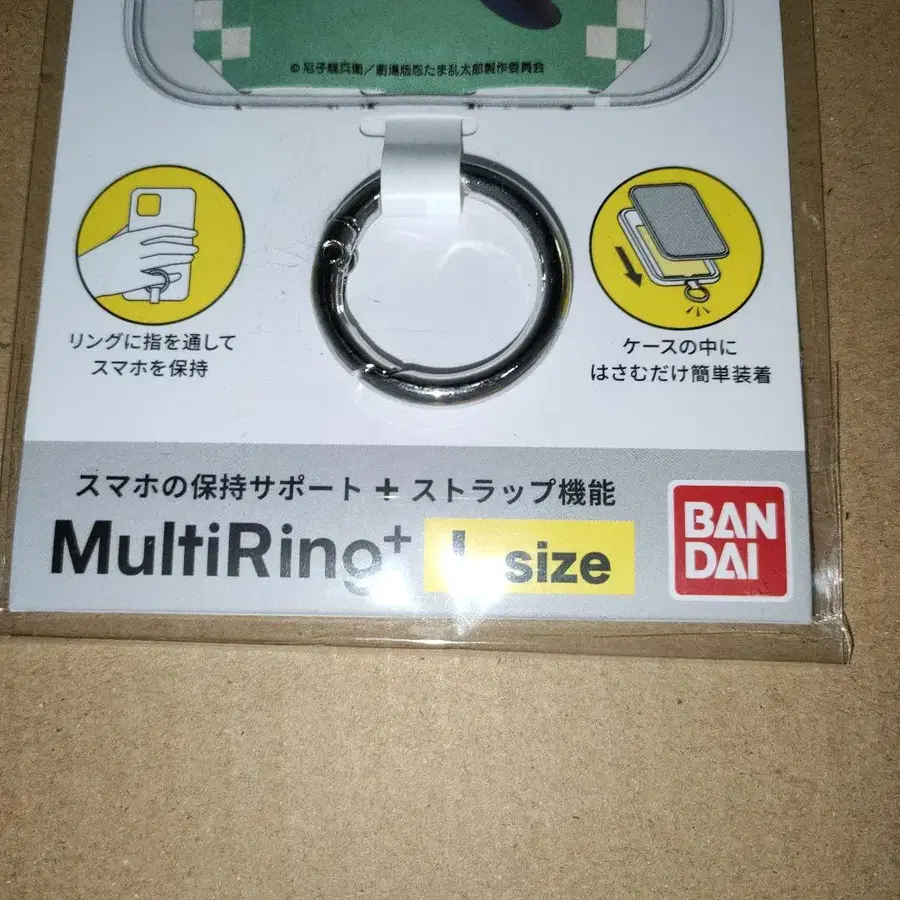 © 尼子騒兵衛／劇場版忍たま乱太郎製作委員会
リングに指を通して
スマホを保持
ケースの中に
はさむだけ簡単装着
スマホの保持サポート + ストラップ機能
MultiRing+ L size
BAN
DAI